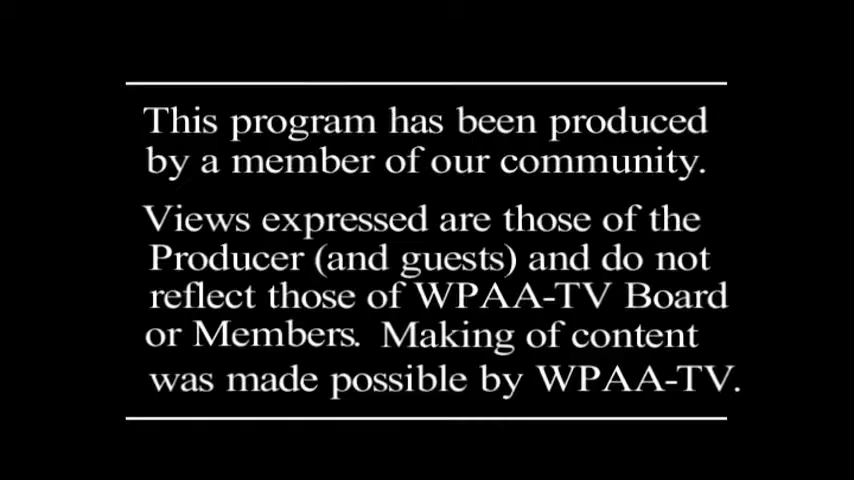 This program has been produced
by a member of our community.
Views expressed are those of the
Producer (and guests) and do not
reflect those of WPAA-TV Board
or Members. Making of content
was made possible by WPAA-TV.